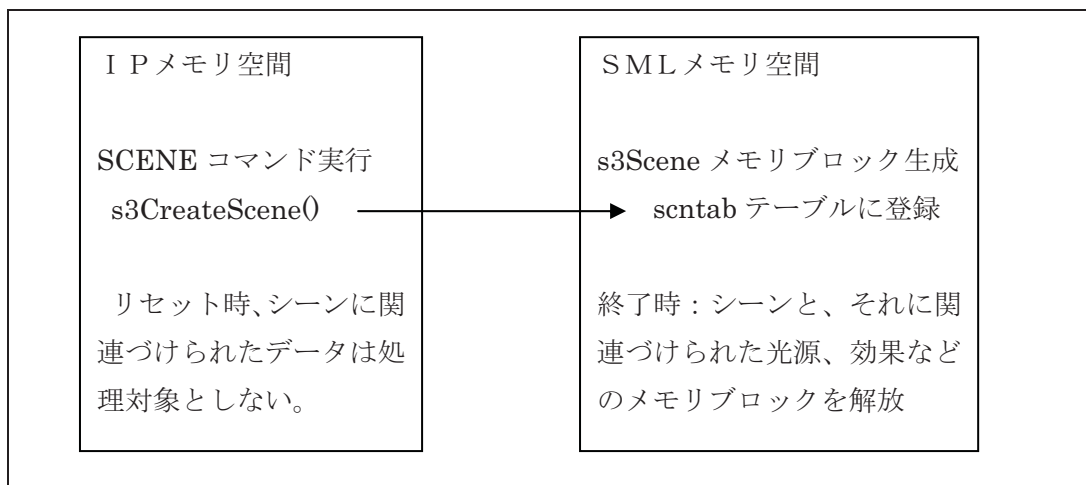 ＩＰメモリ空間
SCENE コマンド実行
s3CreateScene()
リセット時、シーンに関
連づけられたデータは処
理対象としない。
ＳＭＬメモリ空間
s3Scene メモリブロック生成
scntab テーブルに登録
終了時：シーンと、それに関
連づけられた光源、効果など
のメモリブロックを解放